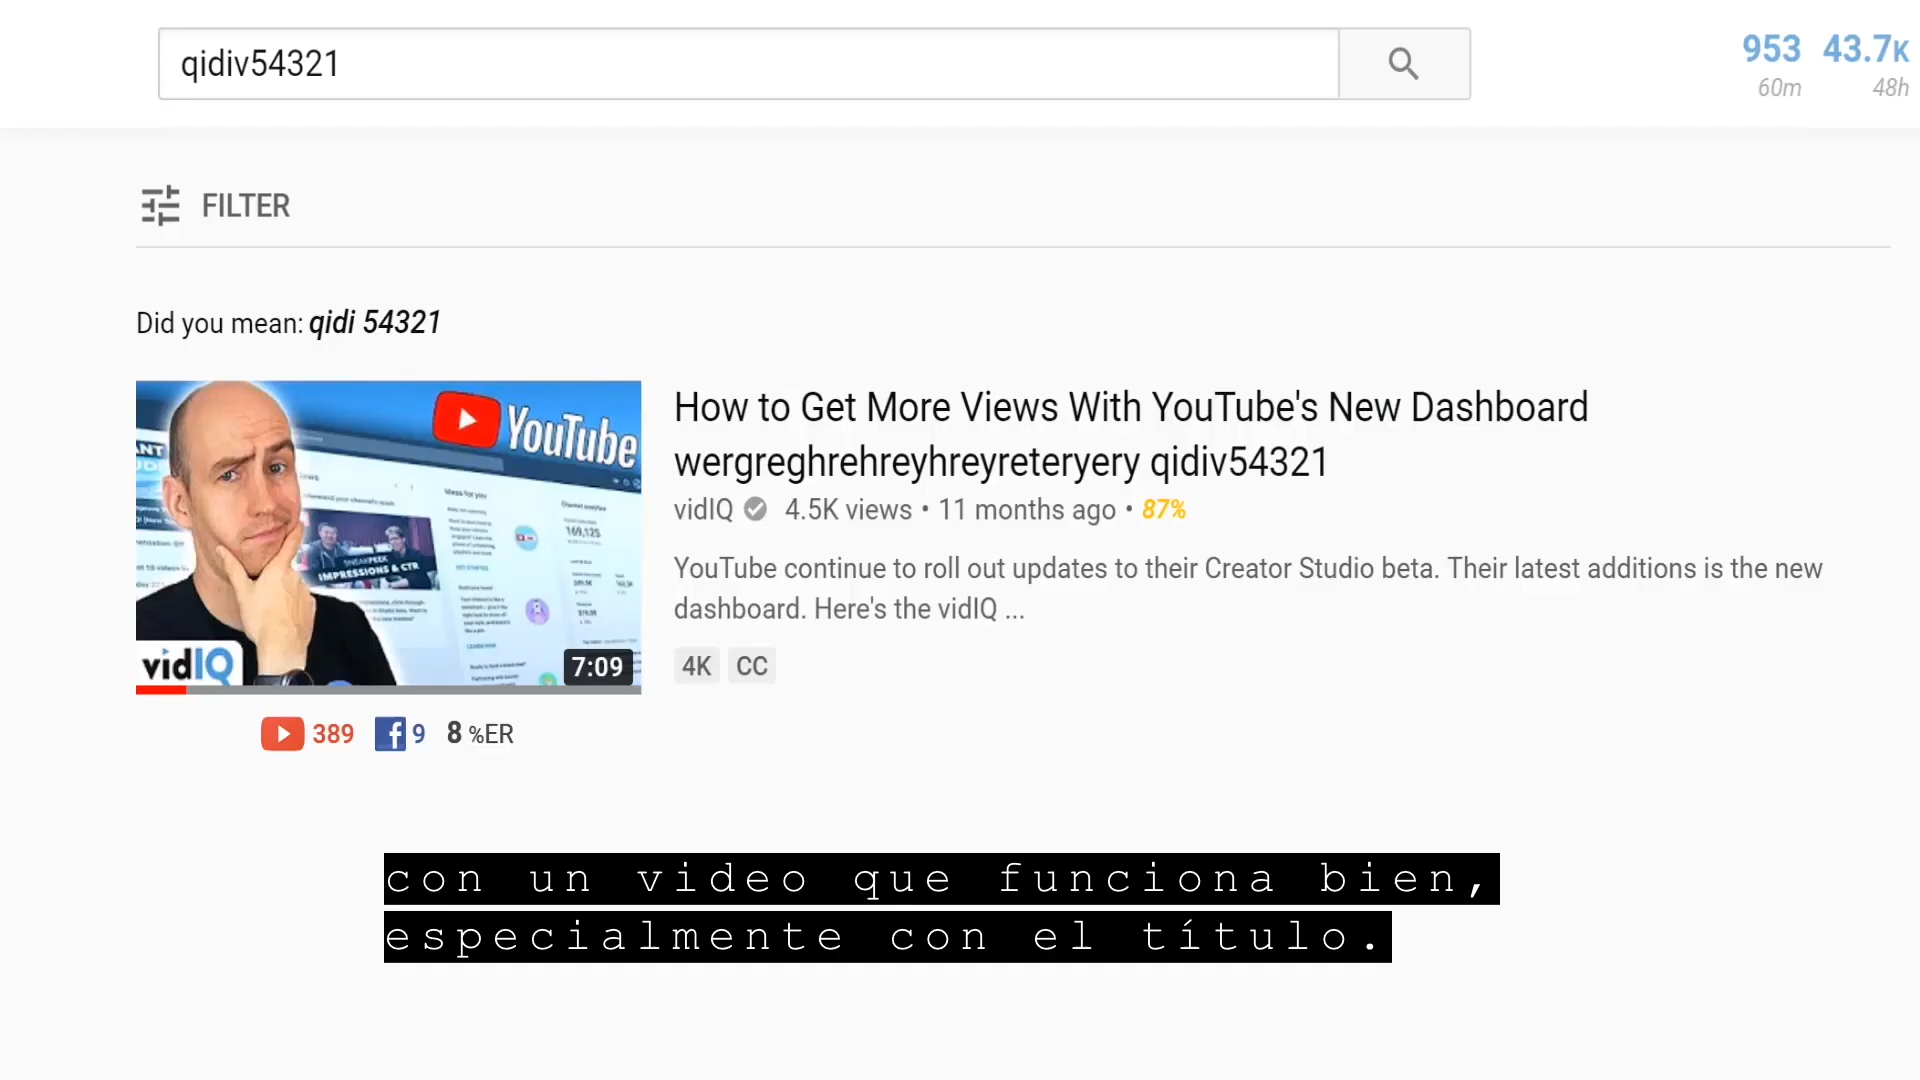 qidiv54321
953 43.7K
60m 48h
FILTER
Did you mean: qidi 54321
YouTube
IMPRESSIONS & CTR
vidIQ
7:09
How to Get More Views With YouTube's New Dashboard
wergreghrehreyhreyreteryery qidiv54321
vidIQ 4.5K views • 11 months ago • 87%
YouTube continue to roll out updates to their Creator Studio beta. Their latest additions is the new
dashboard. Here's the vidIQ ...
4K CC
389 9 8 %ER
con un video que funciona bien,
especialmente con el título.